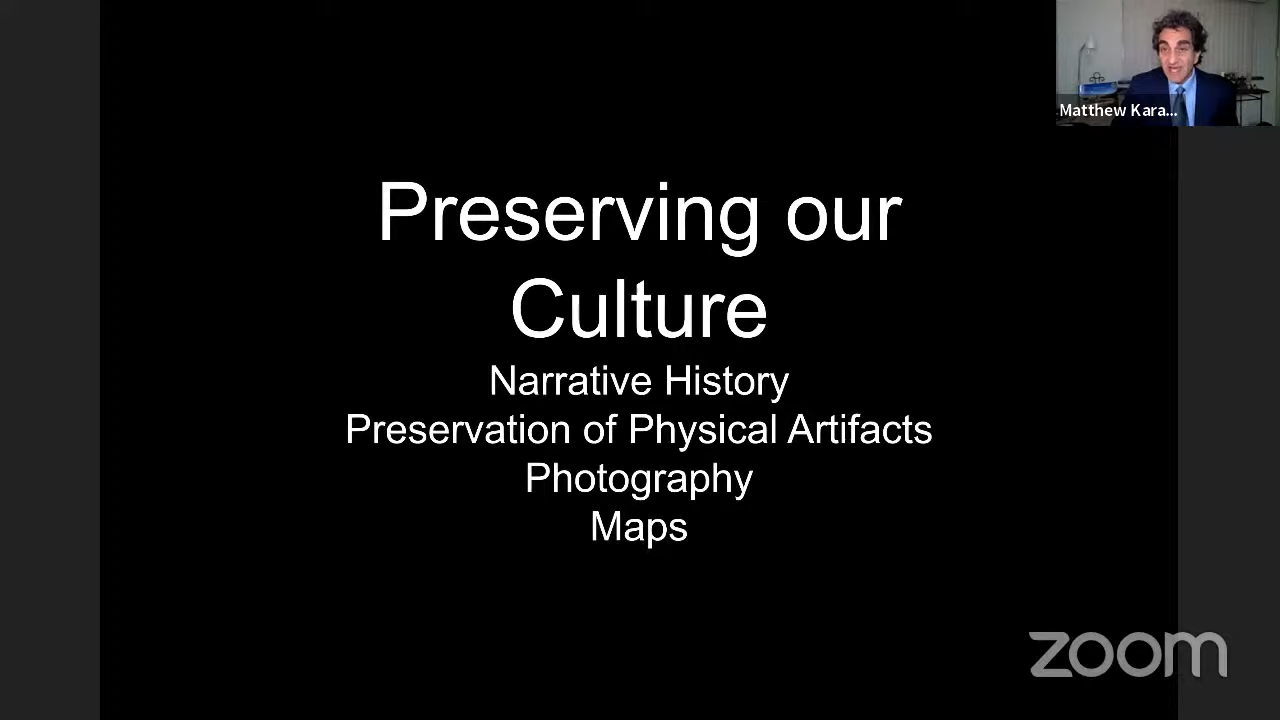 Matthew Kara...
Preserving our
Culture
Narrative History
Preservation of Physical Artifacts
Photography
Maps
zoom